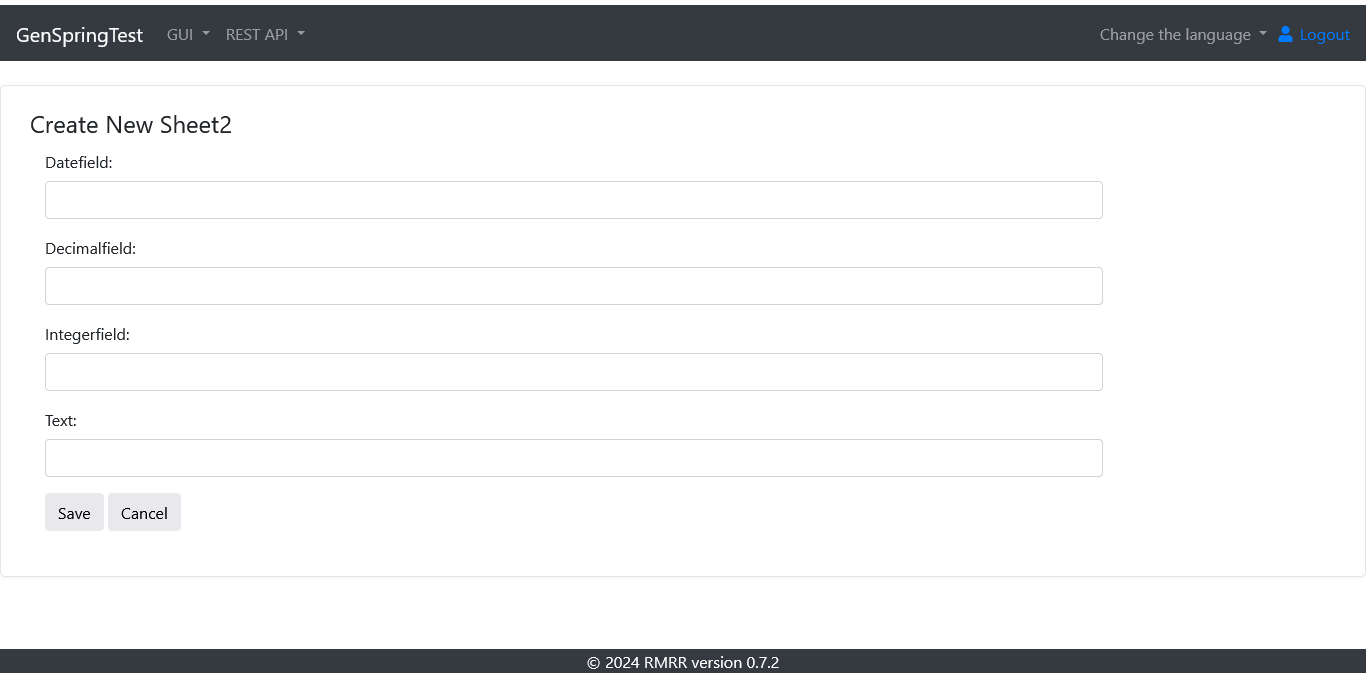 GenSpringTest GUI REST API Change the language Logout
Create New Sheet2
Datefield:
Decimalfield:
Integerfield:
Text:
Save Cancel
© 2024 RMRR version 0.7.2